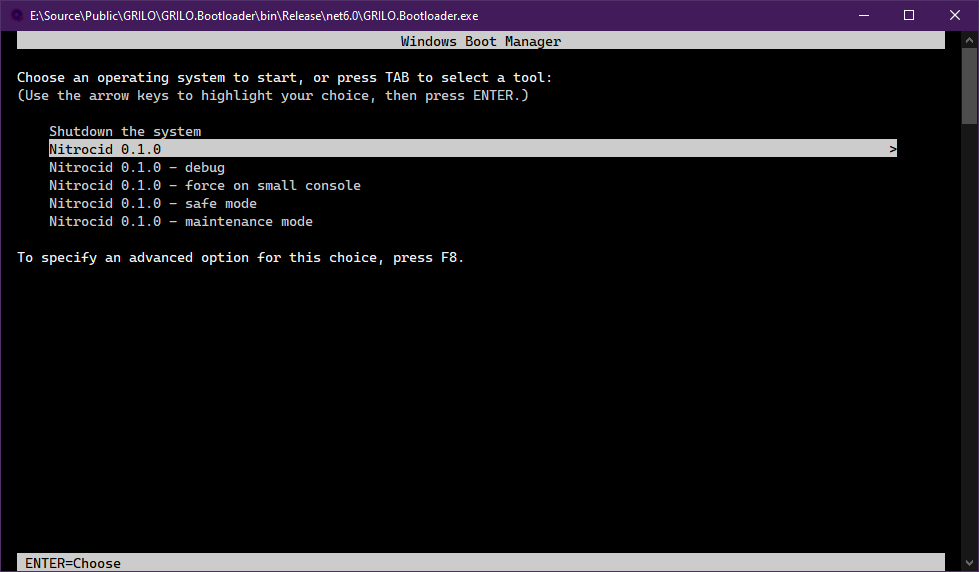 E:\Source\Public\GRILO\GRILO.Bootloader\bin\Release\net6.0\GRILO.Bootloader.exe
Windows Boot Manager
Choose an operating system to start, or press TAB to select a tool:
(Use the arrow keys to highlight your choice, then press ENTER.)
Shutdown the system
Nitrocid 0.1.0 >
Nitrocid 0.1.0 - debug
Nitrocid 0.1.0 - force on small console
Nitrocid 0.1.0 - safe mode
Nitrocid 0.1.0 - maintenance mode
To specify an advanced option for this choice, press F8.
ENTER=Choose